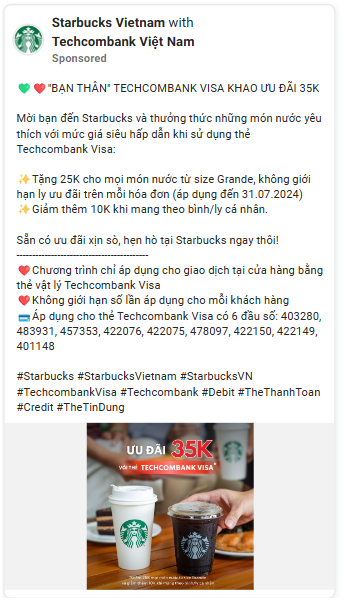 Starbucks Vietnam with
Techcombank Việt Nam
Sponsored
💚❤️"BẠN THÂN" TECHCOMBANK VISA KHAO ƯU ĐÃI 35K
Mời bạn đến Starbucks và thưởng thức những món nước yêu
thích với mức giá siêu hấp dẫn khi sử dụng thẻ
Techcombank Visa:
✨Tặng 25K cho mọi món nước từ size Grande, không giới
hạn ly ưu đãi trên mỗi hóa đơn (áp dụng đến 31.07.2024)
✨Giảm thêm 10K khi mang theo bình/ly cá nhân.
Sẵn có ưu đãi xịn sò, hẹn hò tại Starbucks ngay thôi!
------------------------------------------
❤️Chương trình chỉ áp dụng cho giao dịch tại cửa hàng bằng
thẻ vật lý Techcombank Visa
❤️Không giới hạn số lần áp dụng cho mỗi khách hàng
💳Áp dụng cho thẻ Techcombank Visa có 6 đầu số: 403280,
483931, 457353, 422076, 422075, 478097, 422150, 422149,
401148
#Starbucks #StarbucksVietnam #StarbucksVN
#TechcombankVisa #Techcombank #Debit #TheThanhToan
#Credit #TheTinDung
ƯU ĐÃI 35K
VỚI THẺ TECHCOMBANK VISA*